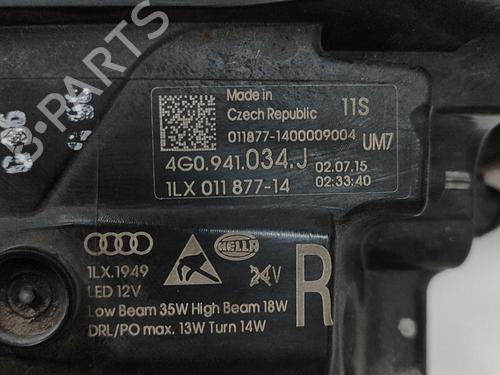 B-PARTS
Made in
Czech Republic
11S
011877-1400009004
UM7
4G0.941.034.J
02.07.15
1LX 011 877-14
02:33:40
HELLA
1LX.1949
24V
LED 12V
Low Beam 35W High Beam 18W
DRL/PO max. 13W Turn 14W
R